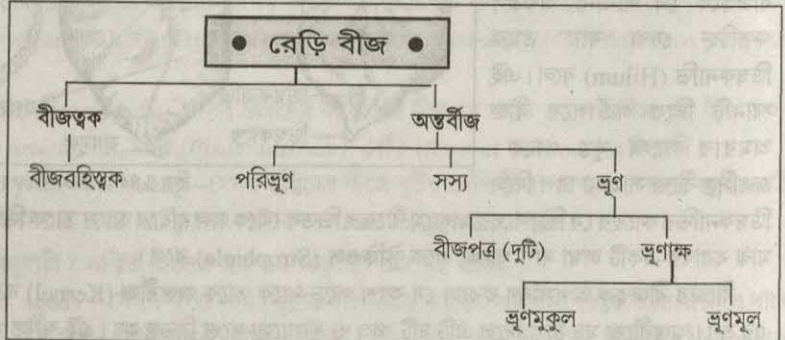 • রেড়ি বীজ •
বীজত্বক অন্তর্বীজ
বীজবহিস্ত্বক পরিভ্রূণ সস্য ভ্রূণ
বীজপত্র (দুটি) ভ্রূণাক্ষ
ভ্রূণমুকুল ভ্রূণমূল